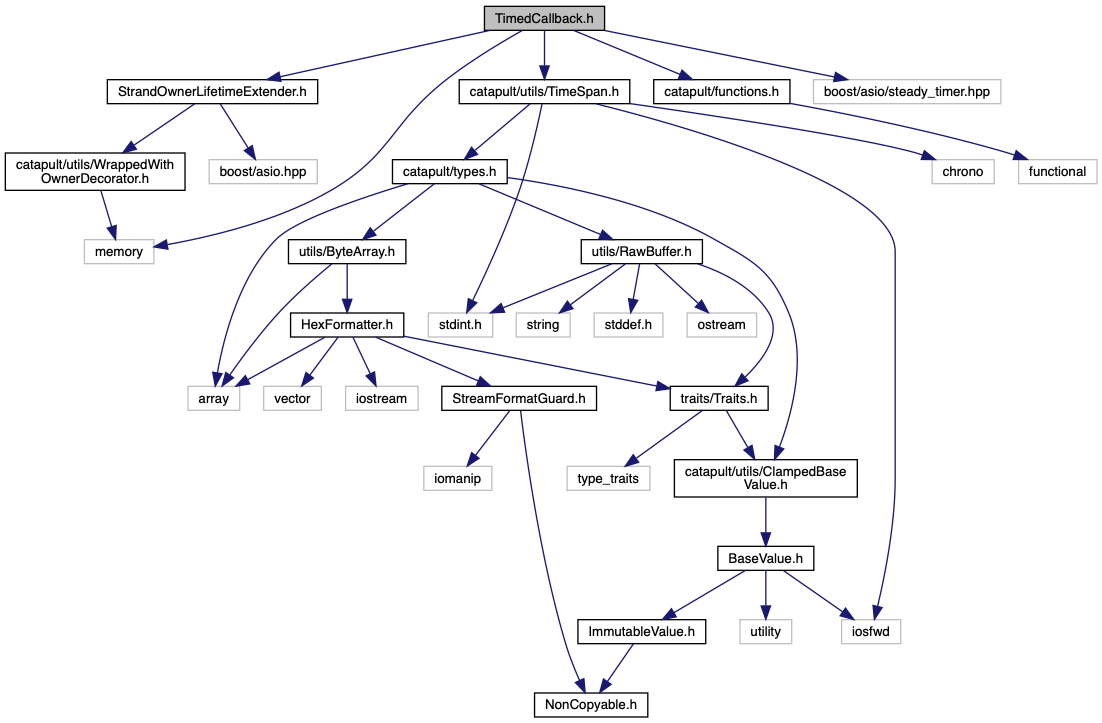 TimedCallback.h
StrandOwnerLifetimeExtender.h
catapult/utils/TimeSpan.h
catapult/functions.h
boost/asio/steady_timer.hpp
catapult/utils/WrappedWith
OwnerDecorator.h
boost/asio.hpp
catapult/types.h
chrono
functional
memory
utils/ByteArray.h
utils/RawBuffer.h
HexFormatter.h
stdint.h
string
stddef.h
ostream
array
vector
iostream
StreamFormatGuard.h
traits/Traits.h
iomanip
type_traits
catapult/utils/ClampedBase
Value.h
BaseValue.h
ImmutableValue.h
utility
iosfwd
NonCopyable.h